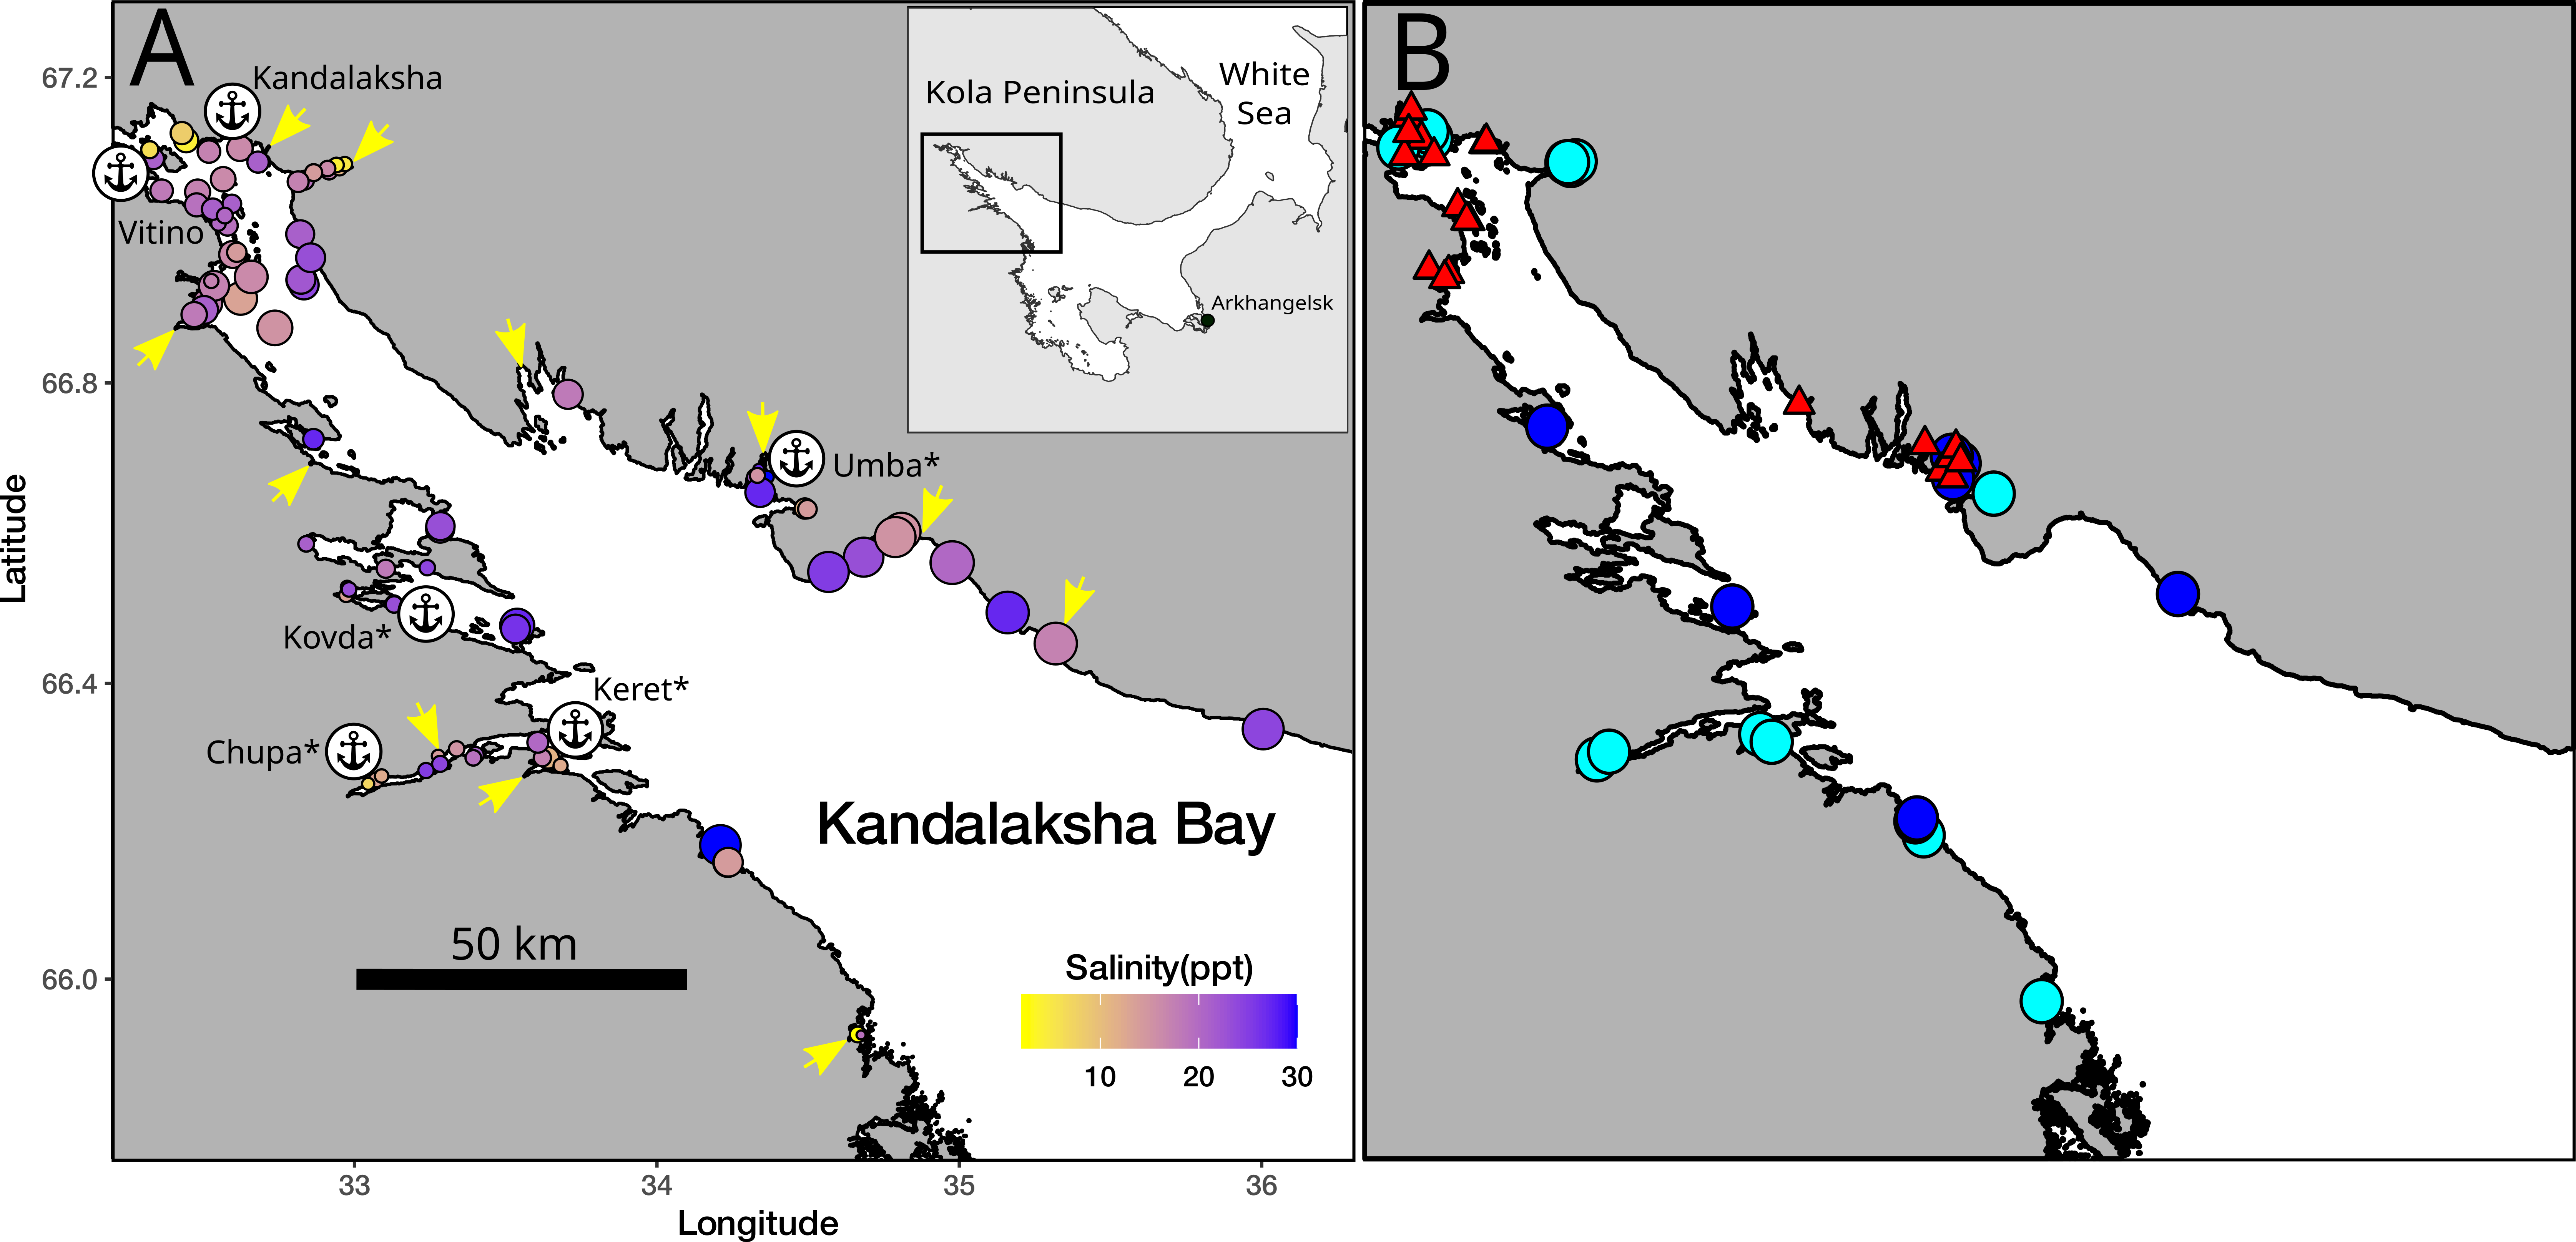 A
B
Kandalaksha
Vitino
Kola Peninsula
White
Sea
Arkhangelsk
Umba*
Kovda*
Keret*
Chupa*
Kandalaksha Bay
50 km
Salinity(ppt)
10
20
30
67.2
66.8
66.4
66.0
Latitude
33
34
35
36
Longitude